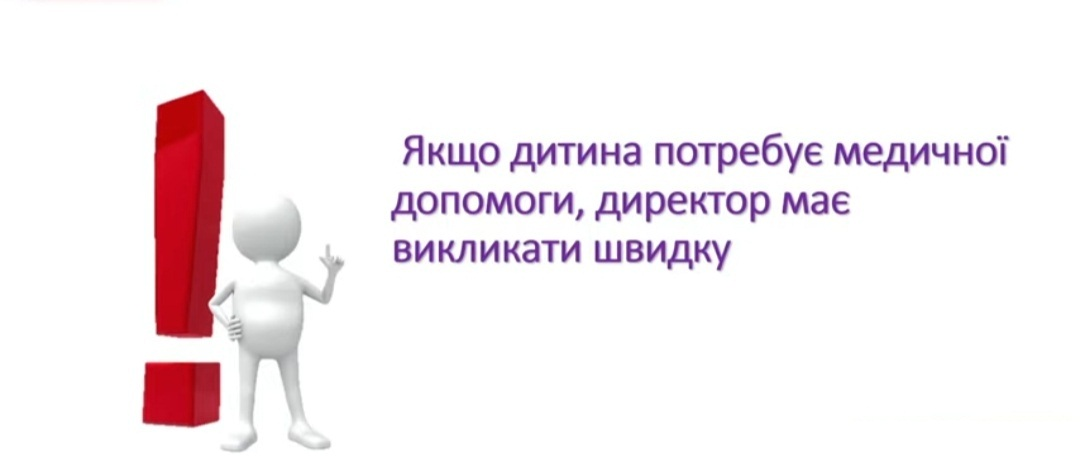 Якщо дитина потребує медичної
допомоги, директор має
викликати швидку